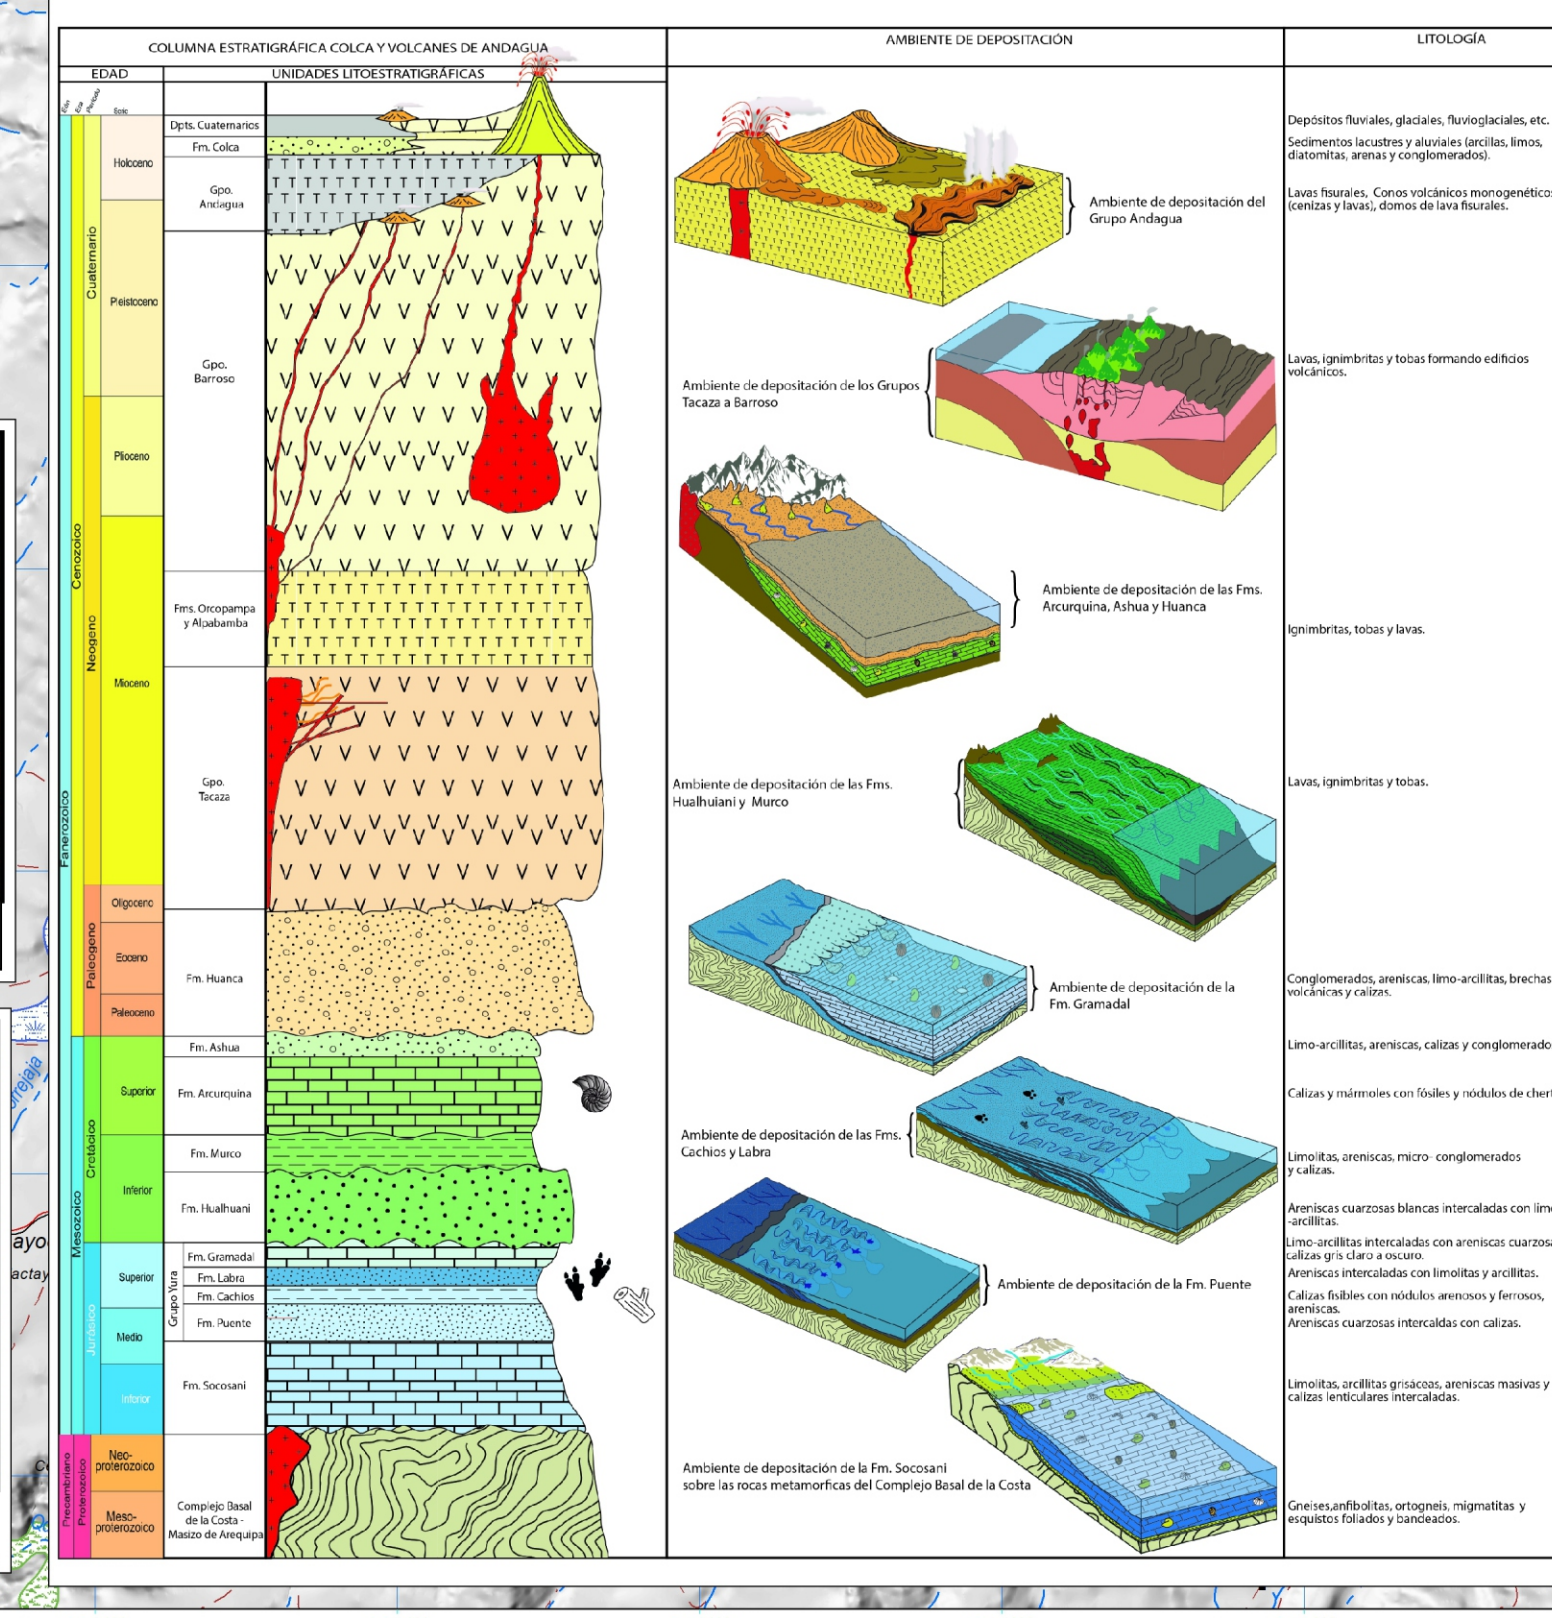 COLUMNA ESTRATIGRÁFICA COLCA Y VOLCANES DE ANDAGUA
AMBIENTE DE DEPOSITACIÓN
LITOLOGÍA
EDAD
UNIDADES LITOESTRATIGRÁFICAS
Eón
Era
Período
Fanerozoico
Precambriano
Cenozoico
Mesozoico
Proterozoico
Cuaternario
Neogeno
Paleogeno
Cretácico
Jurásico
Holoceno
Pleistoceno
Plioceno
Mioceno
Oligoceno
Eoceno
Paleoceno
Superior
Inferior
Superior
Medio
Inferior
Neo-
proterozoico
Meso-
proterozoico
Dpts. Cuaternarios
Fm. Colca
Gpo.
Andagua
Gpo.
Barroso
Fms. Orcopampa
y Alpabamba
Gpo.
Tacaza
Fm. Huanca
Fm. Ashua
Fm. Arcurquina
Fm. Murco
Fm. Hualhuani
Grupo Yura
Fm. Gramadal
Fm. Labra
Fm. Cachios
Fm. Puente
Fm. Socosani
Complejo Basal
de la Costa -
Masizo de Arequipa
Ambiente de depositación del
Grupo Andagua
Ambiente de depositación de los Grupos
Tacaza a Barroso
Ambiente de depositación de las Fms.
Arcurquina, Ashua y Huanca
Ambiente de depositación de las Fms.
Hualhuiani y Murco
Ambiente de depositación de la
Fm. Gramadal
Ambiente de depositación de las Fms.
Cachios y Labra
Ambiente de depositación de la Fm. Puente
Ambiente de depositación de la Fm. Socosani
sobre las rocas metamorficas del Complejo Basal de la Costa
Depósitos fluviales, glaciales, fluvioglaciales, etc.
Sedimentos lacustres y aluviales (arcillas, limos,
diatomitas, arenas y conglomerados).
Lavas fisurales, Conos volcánicos monogenéticos
(cenizas y lavas), domos de lava fisurales.
Lavas, ignimbritas y tobas formando edificios
volcánicos.
Ignimbritas, tobas y lavas.
Lavas, ignimbritas y tobas.
Conglomerados, areniscas, limo-arcillitas, brechas
volcánicas y calizas.
Limo-arcillitas, areniscas, calizas y conglomerado
Calizas y mármoles con fósiles y nódulos de chert
Limolitas, areniscas, micro- conglomerados
y calizas.
Areniscas cuarzosas blancas intercaladas con limo
-arcillitas.
Limo-arcillitas intercaladas con areniscas cuarzosa
calizas gris claro a oscuro.
Areniscas intercaladas con limolitas y arcillitas.
Calizas fisibles con nódulos arenosos y ferrosos,
areniscas.
Areniscas cuarzosas intercaldas con calizas.
Limolitas, arcillitas grisáceas, areniscas masivas y
calizas lenticulares intercaladas.
Gneises,anfibolitas, ortogneis, migmatitas y
esquistos foliados y bandeados.